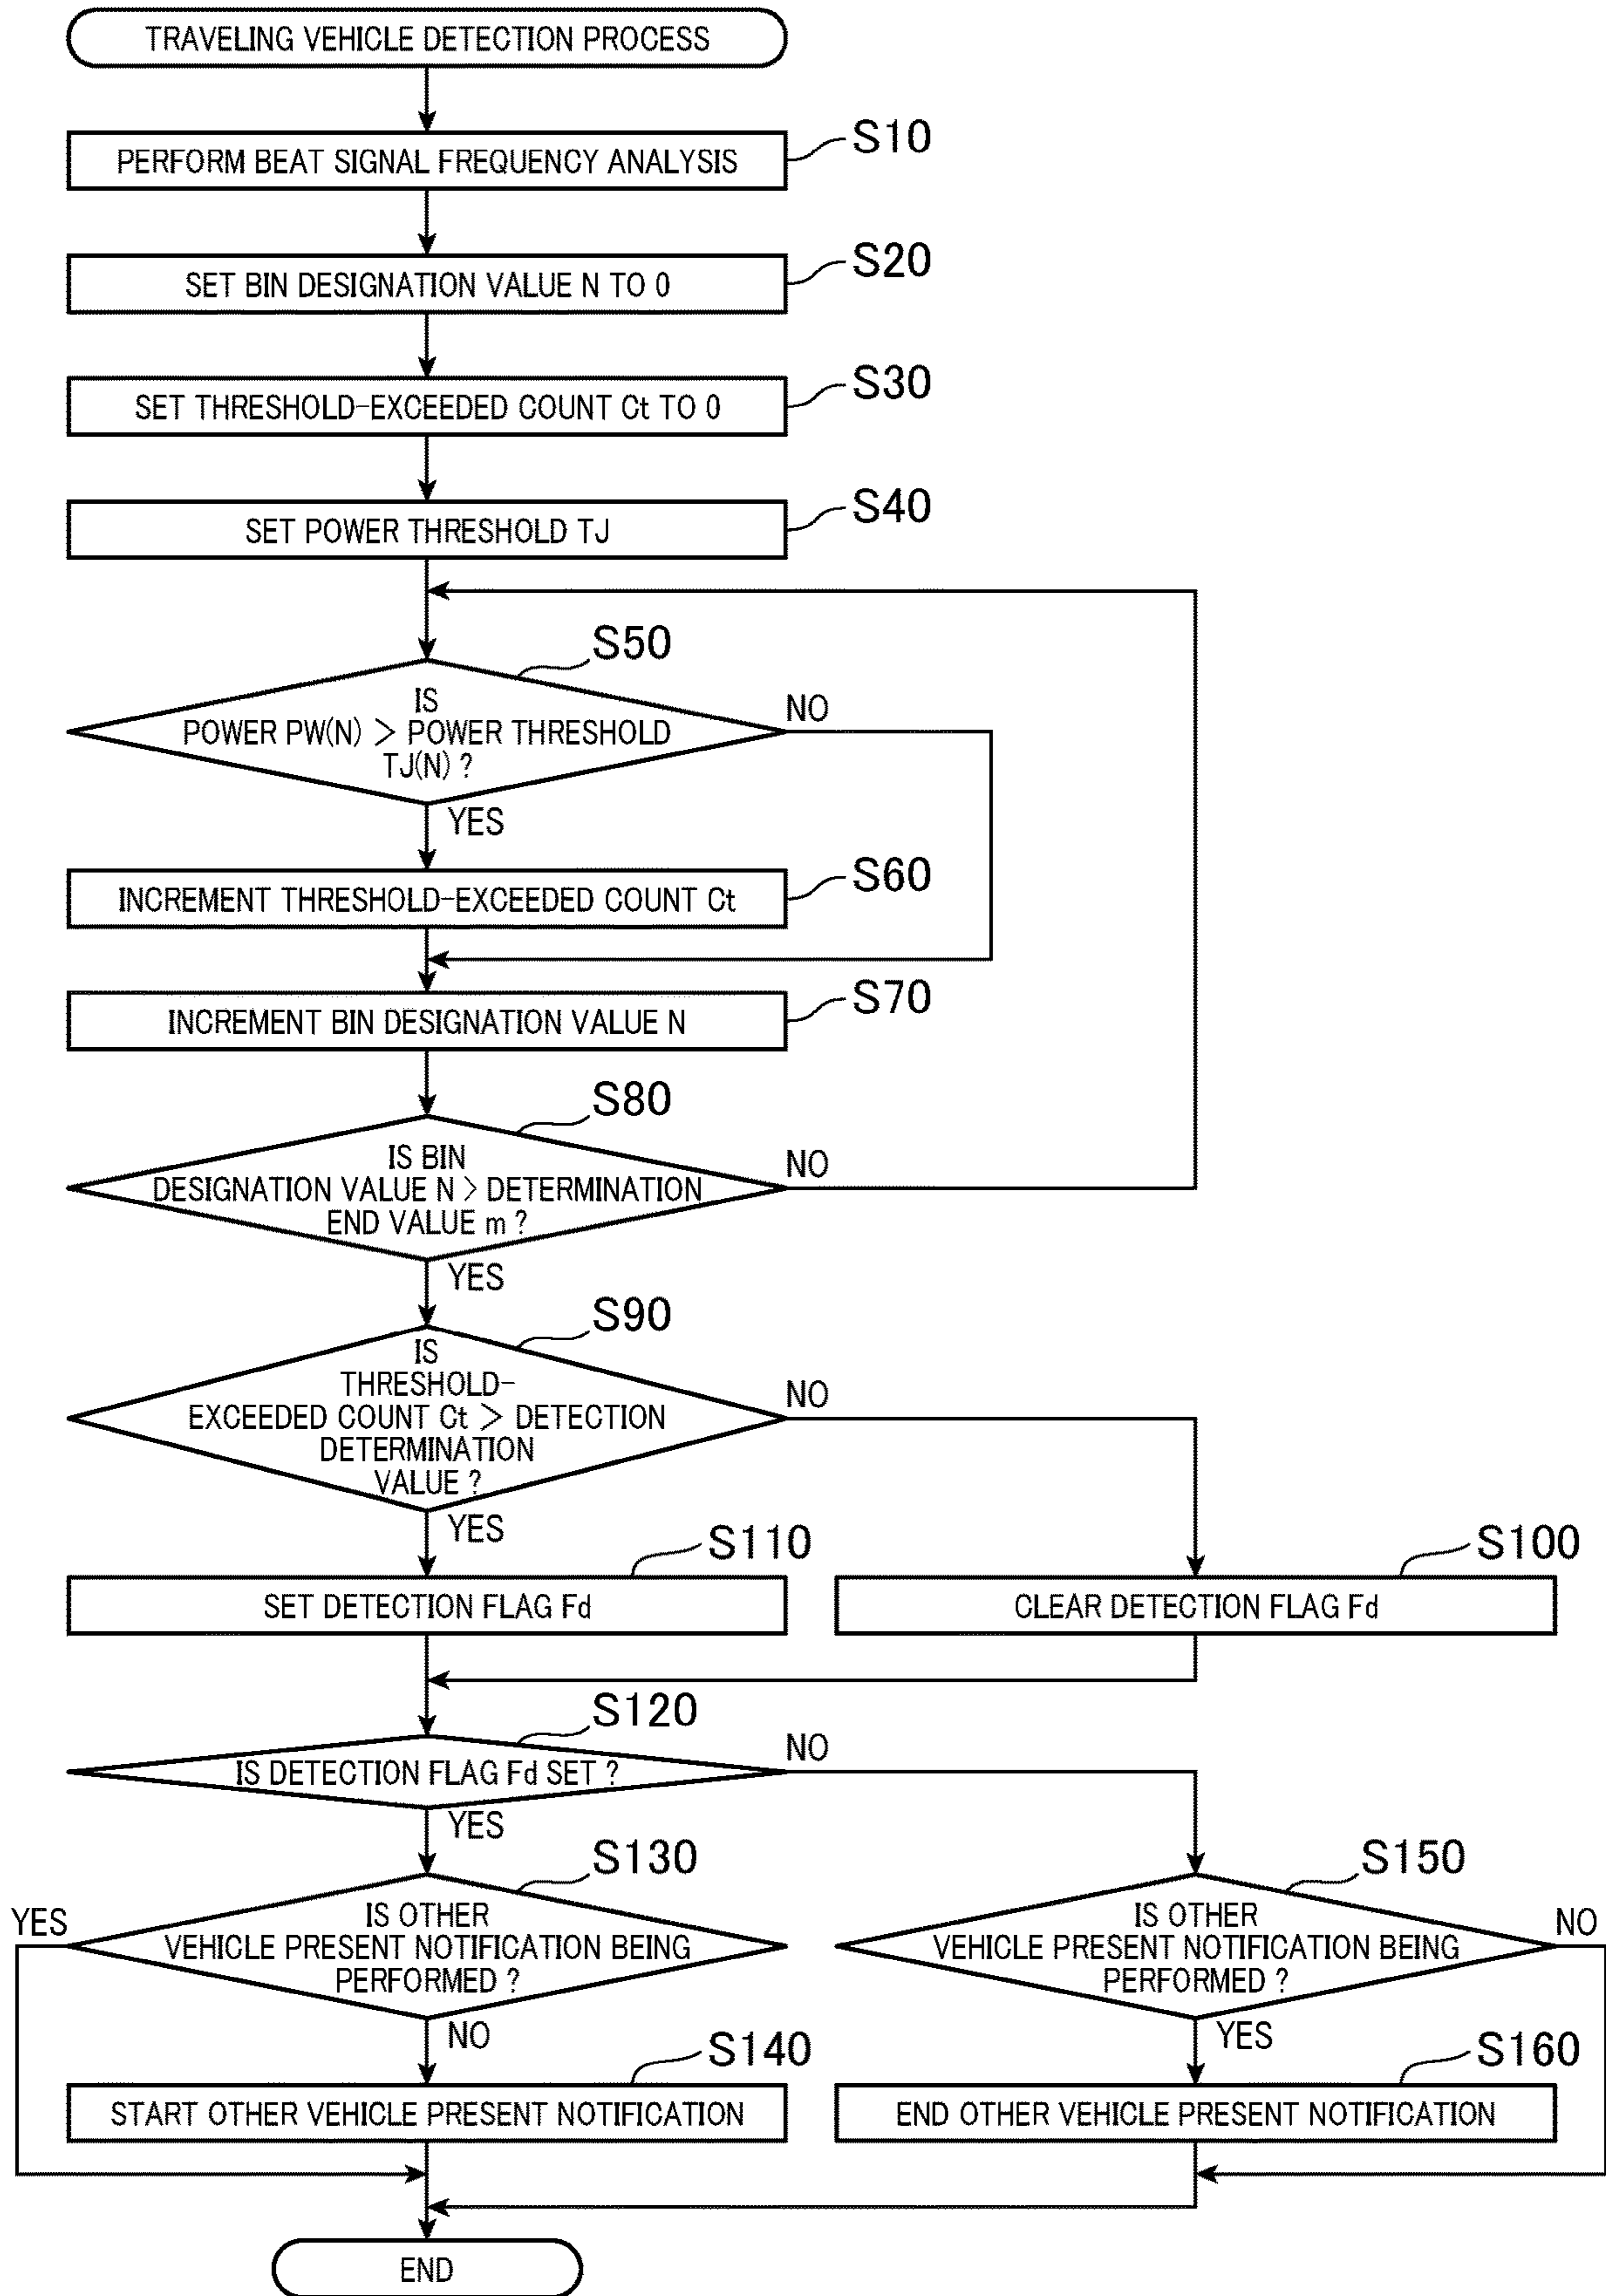 TRAVELING VEHICLE DETECTION PROCESS
S10
PERFORM BEAT SIGNAL FREQUENCY ANALYSIS
S20
SET BIN DESIGNATION VALUE N TO 0
S30
SET THRESHOLD-EXCEEDED COUNT Ct TO 0
S40
SET POWER THRESHOLD TJ
S50
IS
POWER PW(N) > POWER THRESHOLD
TJ(N) ?
NO
YES
S60
INCREMENT THRESHOLD-EXCEEDED COUNT Ct
S70
INCREMENT BIN DESIGNATION VALUE N
S80
IS BIN
DESIGNATION VALUE N > DETERMINATION
END VALUE m ?
NO
YES
S90
IS
THRESHOLD-
EXCEEDED COUNT Ct > DETECTION
DETERMINATION
VALUE ?
NO
YES
S110
SET DETECTION FLAG Fd
S100
CLEAR DETECTION FLAG Fd
S120
IS DETECTION FLAG Fd SET ?
NO
YES
S130
YES
IS OTHER
VEHICLE PRESENT NOTIFICATION BEING
PERFORMED ?
NO
S150
IS OTHER
VEHICLE PRESENT NOTIFICATION BEING
PERFORMED ?
NO
YES
S140
START OTHER VEHICLE PRESENT NOTIFICATION
S160
END OTHER VEHICLE PRESENT NOTIFICATION
END